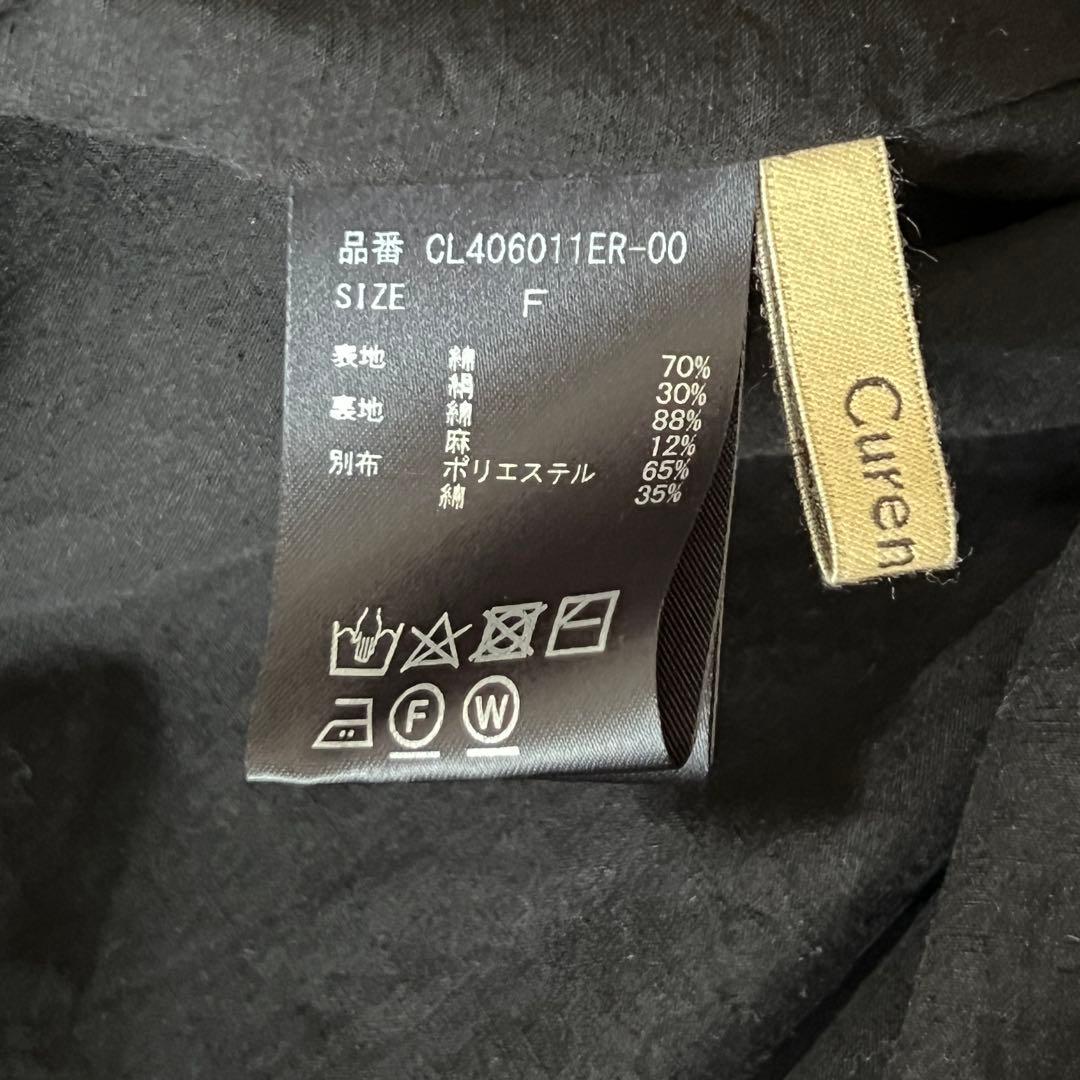 品番 CL406011ER-00
SIZE F
表地 綿 70%
絹 30%
裏地 綿 88%
麻 12%
別布 ポリエステル 65%
綿 35%
F W
Curen